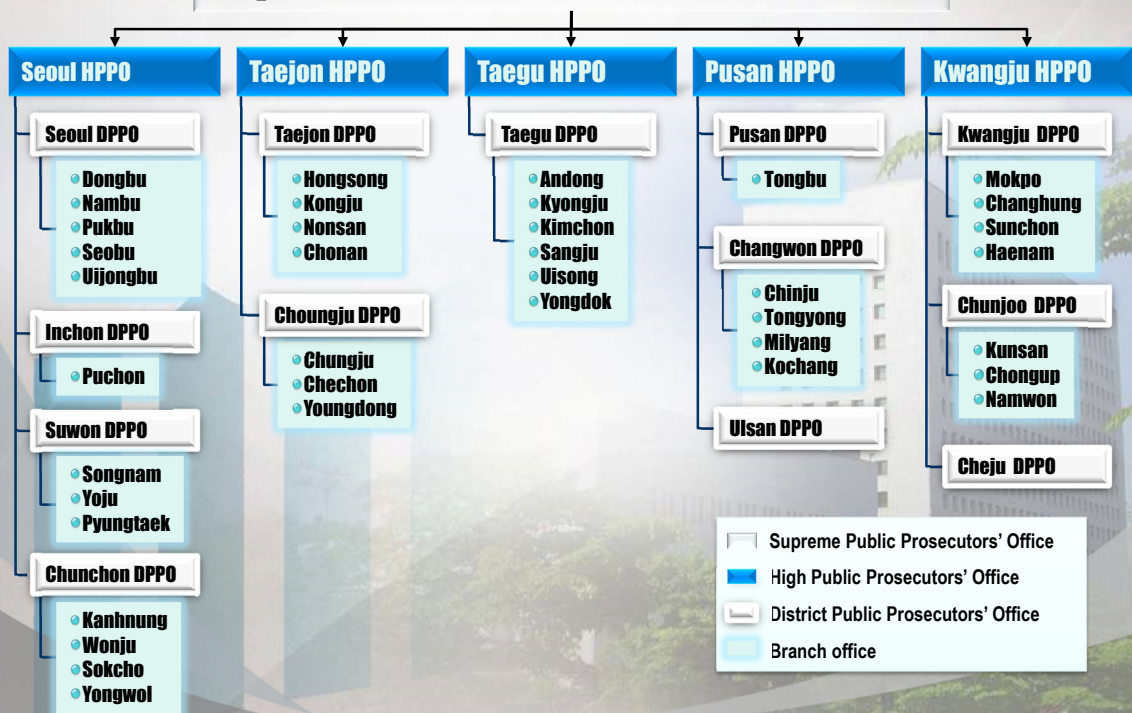 Seoul HPPO
Seoul DPPO
Dongbu
Nambu
Pukbu
Seobu
Uijongbu
Inchon DPPO
Puchon
Suwon DPPO
Songnam
Yoju
Pyungtaek
Chunchon DPPO
Kanhnung
Wonju
Sokcho
Yongwol
Taejon HPPO
Taejon DPPO
Hongsong
Kongju
Nonsan
Chonan
Choungju DPPO
Chungju
Chechon
Youngdong
Taegu HPPO
Taegu DPPO
Andong
Kyongju
Kimchon
Sangju
Uisong
Yongdok
Pusan HPPO
Pusan DPPO
Tongbu
Changwon DPPO
Chinju
Tongyong
Milyang
Kochang
Ulsan DPPO
Kwangju HPPO
Kwangju DPPO
Mokpo
Changhung
Sunchon
Haenam
Chunjoo DPPO
Kunsan
Chongup
Namwon
Cheju DPPO
Supreme Public Prosecutors' Office
High Public Prosecutors' Office
District Public Prosecutors' Office
Branch office